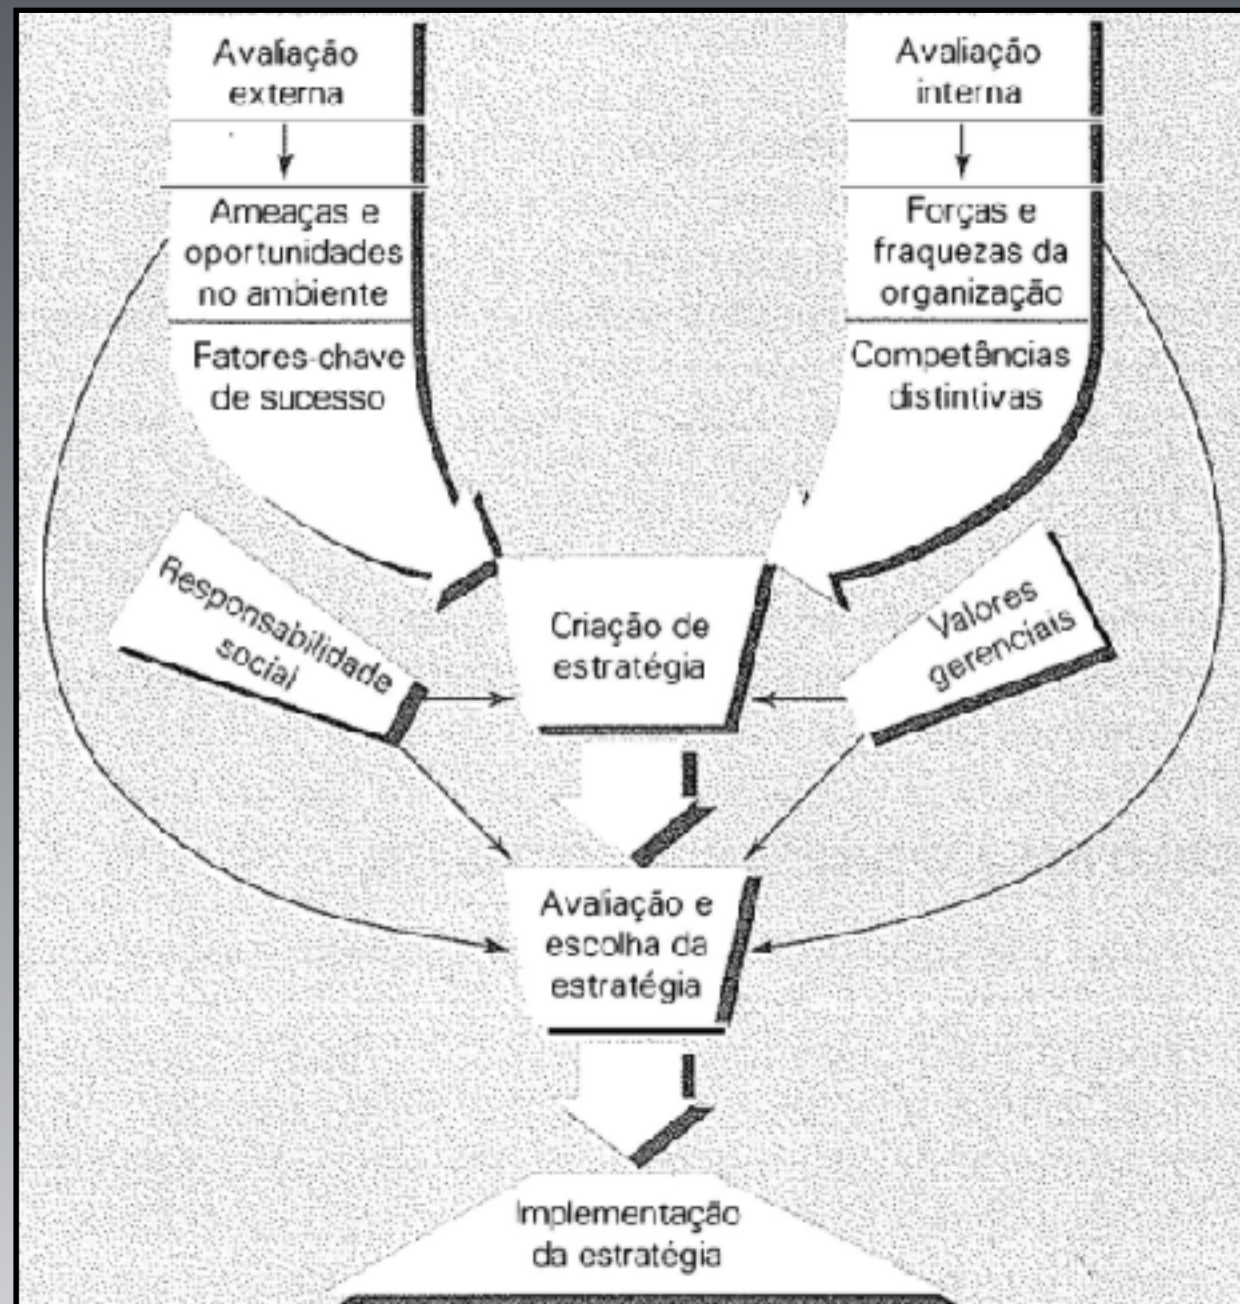 Avaliação
externa
Avaliação
interna
Ameaças e
oportunidades
no ambiente
Forças e
fraquezas da
organização
Fatores-chave
de sucesso
Competências
distintivas
Responsabilidade
social
Criação de
estratégia
Valores
gerenciais
Avaliação e
escolha da
estratégia
Implementação
da estratégia